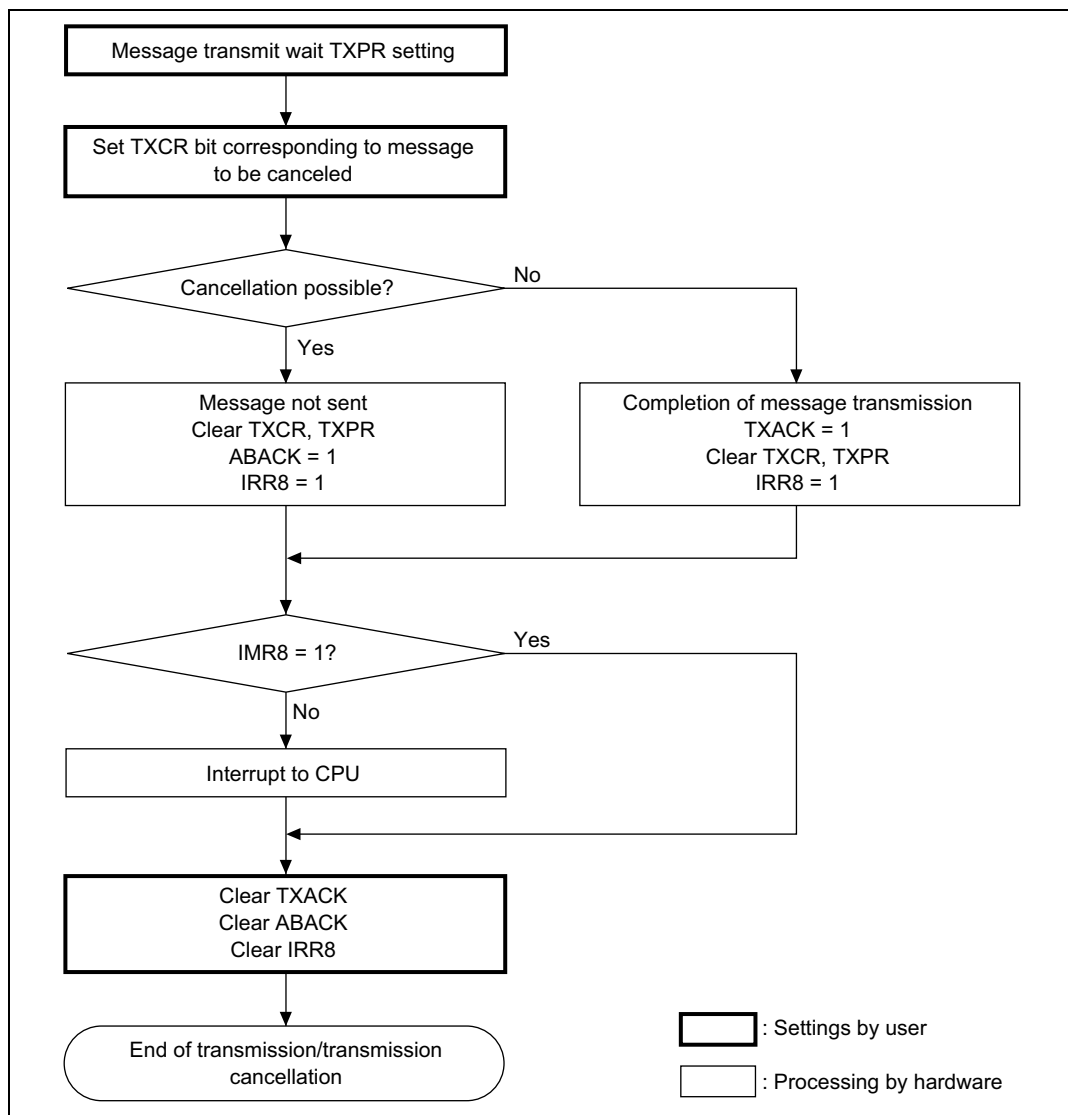 Message transmit wait TXPR setting
Set TXCR bit corresponding to message
to be canceled
Cancellation possible?
No
Yes
Message not sent
Clear TXCR, TXPR
ABACK = 1
IRR8 = 1
Completion of message transmission
TXACK = 1
Clear TXCR, TXPR
IRR8 = 1
IMR8 = 1?
Yes
No
Interrupt to CPU
Clear TXACK
Clear ABACK
Clear IRR8
End of transmission/transmission
cancellation
: Settings by user
: Processing by hardware